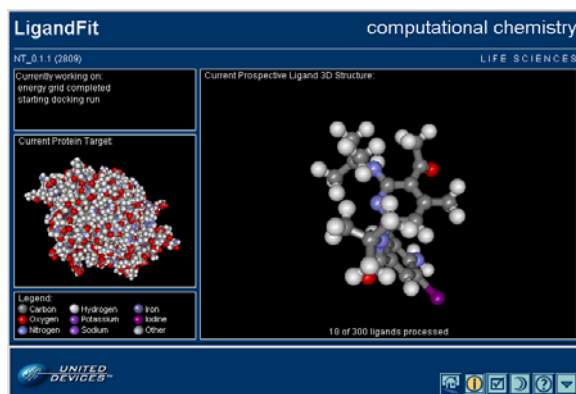 LigandFit
computational chemistry
NT_0.1.1 (2809)
LIFE SCIENCES
Currently working on:
energy grid completed
starting docking run
Current Protein Target:
Current Prospective Ligand 3D Structure:
Legend:
Carbon Hydrogen Iron
Oxygen Potassium Iodine
Nitrogen Sodium Other
18 of 300 ligands processed
UNITED
DEVICES™